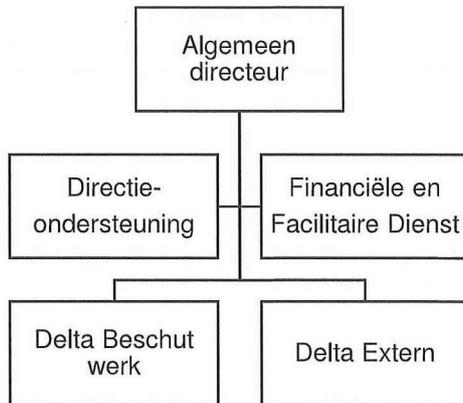 Algemeen
directeur
Directie-
ondersteuning
Financiële en
Facilitaire Dienst
Delta Beschut
werk
Delta Extern